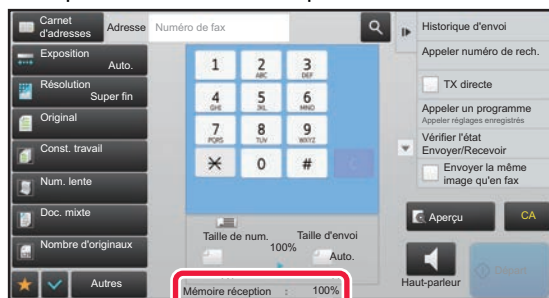 Carnet
d'adresses
Adresse
Numéro de fax
Exposition
Auto.
Résolution
Super fin
Original
Const. travail
Num. lente
Doc. mixte
Nombre d'originaux
Autres
1
2
ABC
3
DEF
4
GHI
5
JKL
6
MNO
7
PQRS
8
TUV
9
WXYZ
0
#
C
Taille de num.
100%
Taille d'envoi
Auto.
Mémoire réception : 100%
Historique d'envoi
Appeler numéro de rech.
TX directe
Appeler un programme
Appeler réglages enregistrés
Vérifier l'état
Envoyer/Recevoir
Envoyer la même
image qu'en fax
Aperçu
CA
Haut-parleur
Départ